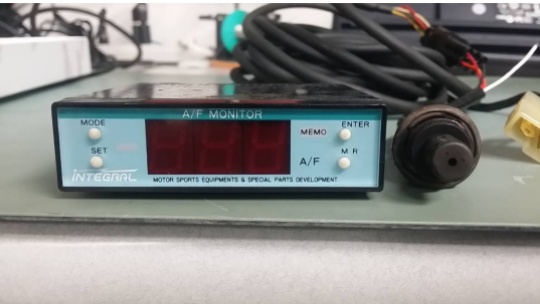 A/F MONITOR
MODE
SET
MEMO
ENTER
A/F
M R
INTEGRAL
MOTOR SPORTS EQUIPMENTS & SPECIAL PARTS DEVELOPMENT